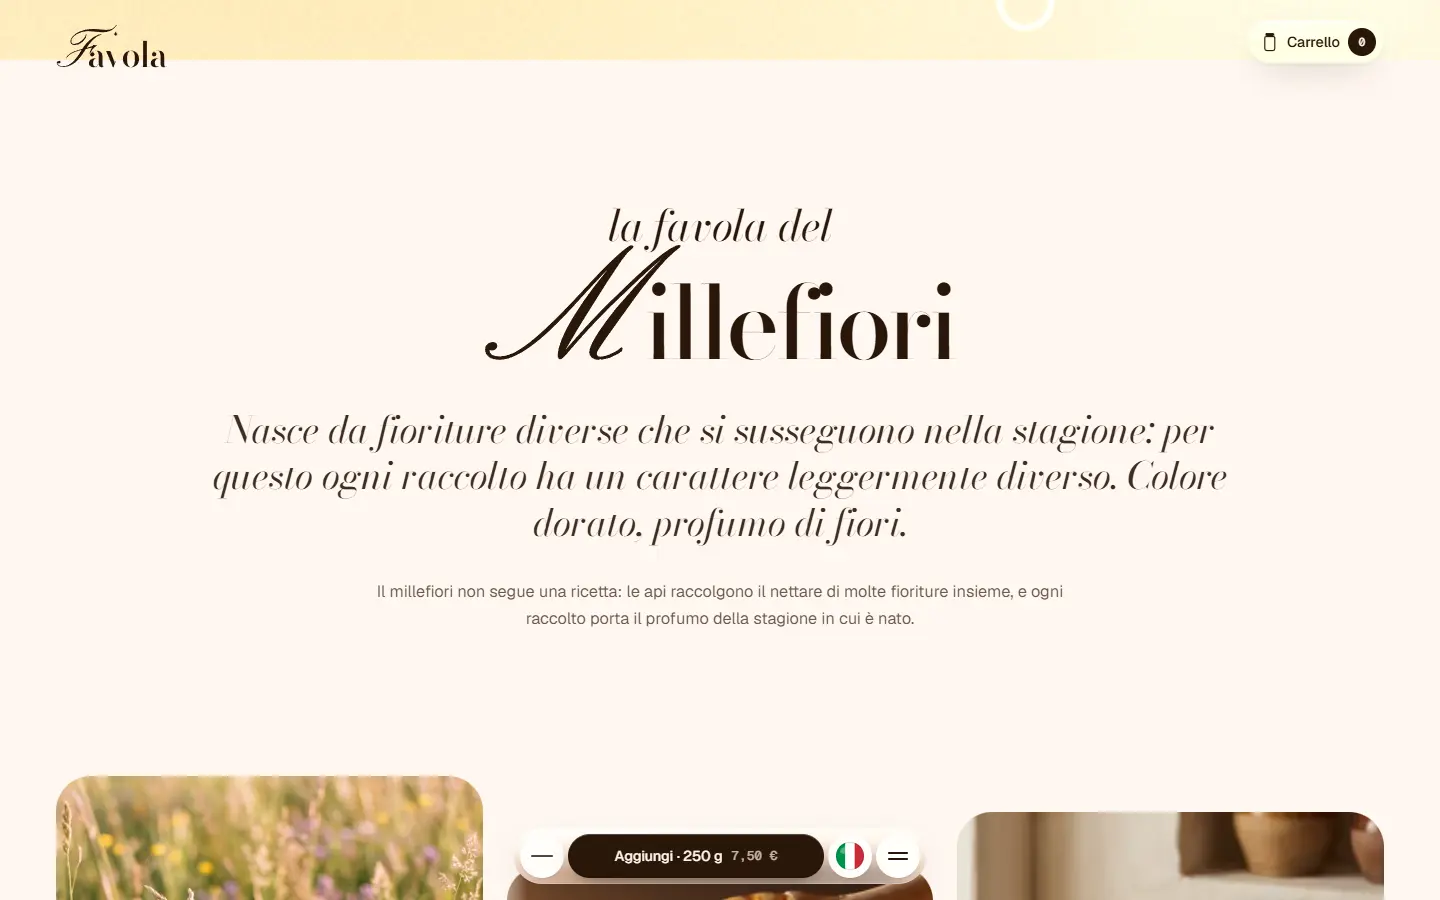 Favola
Carrello 0
la favola del
Millefiori
Nasce da fioriture diverse che si susseguono nella stagione: per
questo ogni raccolto ha un carattere leggermente diverso. Colore
dorato, profumo di fiori.
Il millefiori non segue una ricetta: le api raccolgono il nettare di molte fioriture insieme, e ogni
raccolto porta il profumo della stagione in cui è nato.
Aggiungi · 250 g 7,50 €